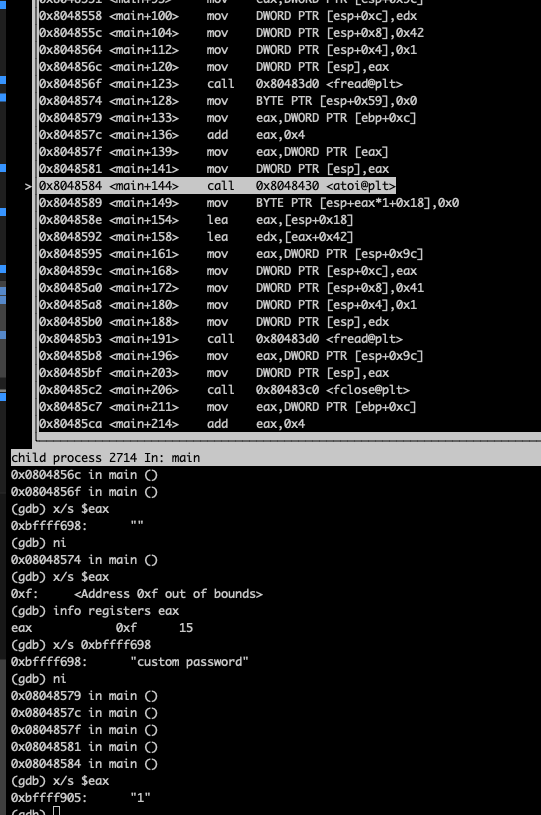 0x8048558 <main+100> mov DWORD PTR [esp+0xc],edx
0x804855c <main+104> mov DWORD PTR [esp+0x8],0x42
0x8048564 <main+112> mov DWORD PTR [esp+0x4],0x1
0x804856c <main+120> mov DWORD PTR [esp],eax
0x804856f <main+123> call 0x80483d0 <fread@plt>
0x8048574 <main+128> mov BYTE PTR [esp+0x59],0x0
0x8048579 <main+133> mov eax,DWORD PTR [ebp+0xc]
0x804857c <main+136> add eax,0x4
0x804857f <main+139> mov eax,DWORD PTR [eax]
0x8048581 <main+141> mov DWORD PTR [esp],eax
>0x8048584 <main+144> call 0x8048430 <atoi@plt>
0x8048589 <main+149> mov BYTE PTR [esp+eax*1+0x18],0x0
0x804858e <main+154> lea eax,[esp+0x18]
0x8048592 <main+158> lea edx,[eax+0x42]
0x8048595 <main+161> mov eax,DWORD PTR [esp+0x9c]
0x804859c <main+168> mov DWORD PTR [esp+0xc],eax
0x80485a0 <main+172> mov DWORD PTR [esp+0x8],0x41
0x80485a8 <main+180> mov DWORD PTR [esp+0x4],0x1
0x80485b0 <main+188> mov DWORD PTR [esp],edx
0x80485b3 <main+191> call 0x80483d0 <fread@plt>
0x80485b8 <main+196> mov eax,DWORD PTR [esp+0x9c]
0x80485bf <main+203> mov DWORD PTR [esp],eax
0x80485c2 <main+206> call 0x80483c0 <fclose@plt>
0x80485c7 <main+211> mov eax,DWORD PTR [ebp+0xc]
0x80485ca <main+214> add eax,0x4
child process 2714 In: main
0x0804856c in main ()
0x0804856f in main ()
(gdb) x/s $eax
0xbffff698: ""
(gdb) ni
0x08048574 in main ()
(gdb) x/s $eax
0xf: <Address 0xf out of bounds>
(gdb) info registers eax
eax 0xf 15
(gdb) x/s 0xbffff698
0xbffff698: "custom password"
(gdb) ni
0x08048579 in main ()
0x0804857c in main ()
0x0804857f in main ()
0x08048581 in main ()
0x08048584 in main ()
(gdb) x/s $eax
0xbffff905: "1"
(gdb)